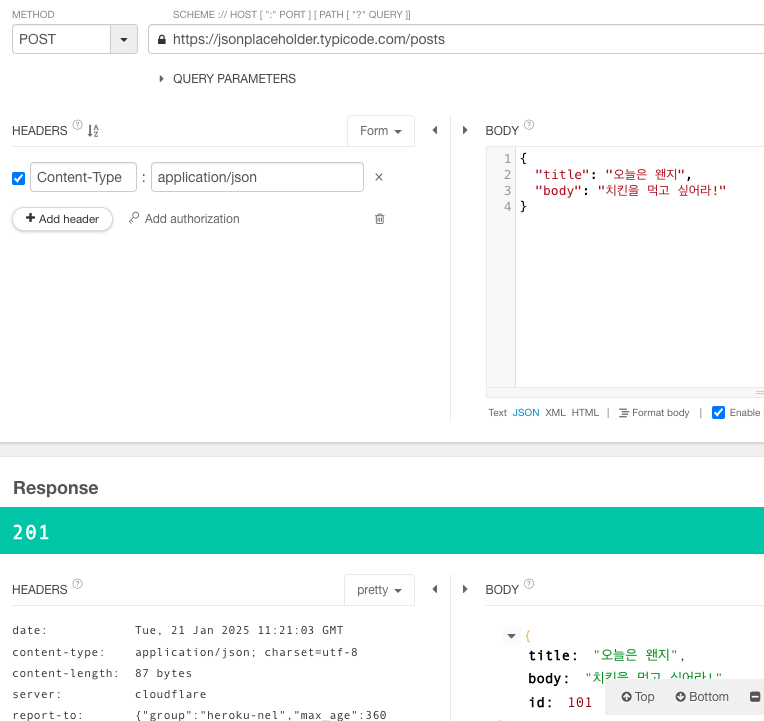 METHOD
SCHEME :// HOST [ ":" PORT ] [ PATH [ "?" QUERY ]]
POST
https://jsonplaceholder.typicode.com/posts
QUERY PARAMETERS
HEADERS
Form
BODY
Content-Type : application/json
Add header
Add authorization
1 {
2 "title": "오늘은 왠지",
3 "body": "치킨을 먹고 싶어라!"
4 }
Text JSON XML HTML | Format body | Enable
Response
201
HEADERS
pretty
BODY
date: Tue, 21 Jan 2025 11:21:03 GMT
content-type: application/json; charset=utf-8
content-length: 87 bytes
server: cloudflare
report-to: {"group":"heroku-nel","max_age":360
{
title: "오늘은 왠지",
body: "치킨을 먹고 싶어라!"
id: 101
Top
Bottom